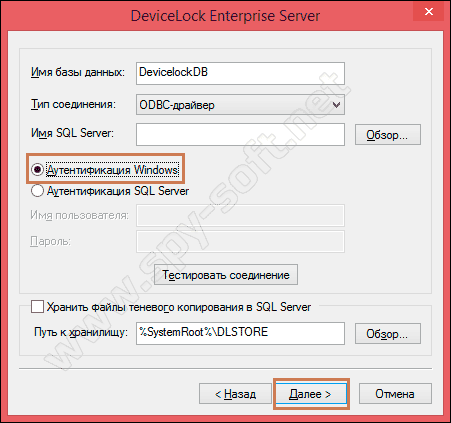 DeviceLock Enterprise Server
Имя базы данных: DevicelockDB
Тип соединения: ODBC-драйвер
Имя SQL Server: Обзор...
Аутентификация Windows
Аутентификация SQL Server
Имя пользователя:
Пароль:
Тестировать соединение
Хранить файлы теневого копирования в SQL Server
Путь к хранилищу: %SystemRoot%\DLSTORE Обзор...
< Назад Далее > Отмена
www.spy-soft.net